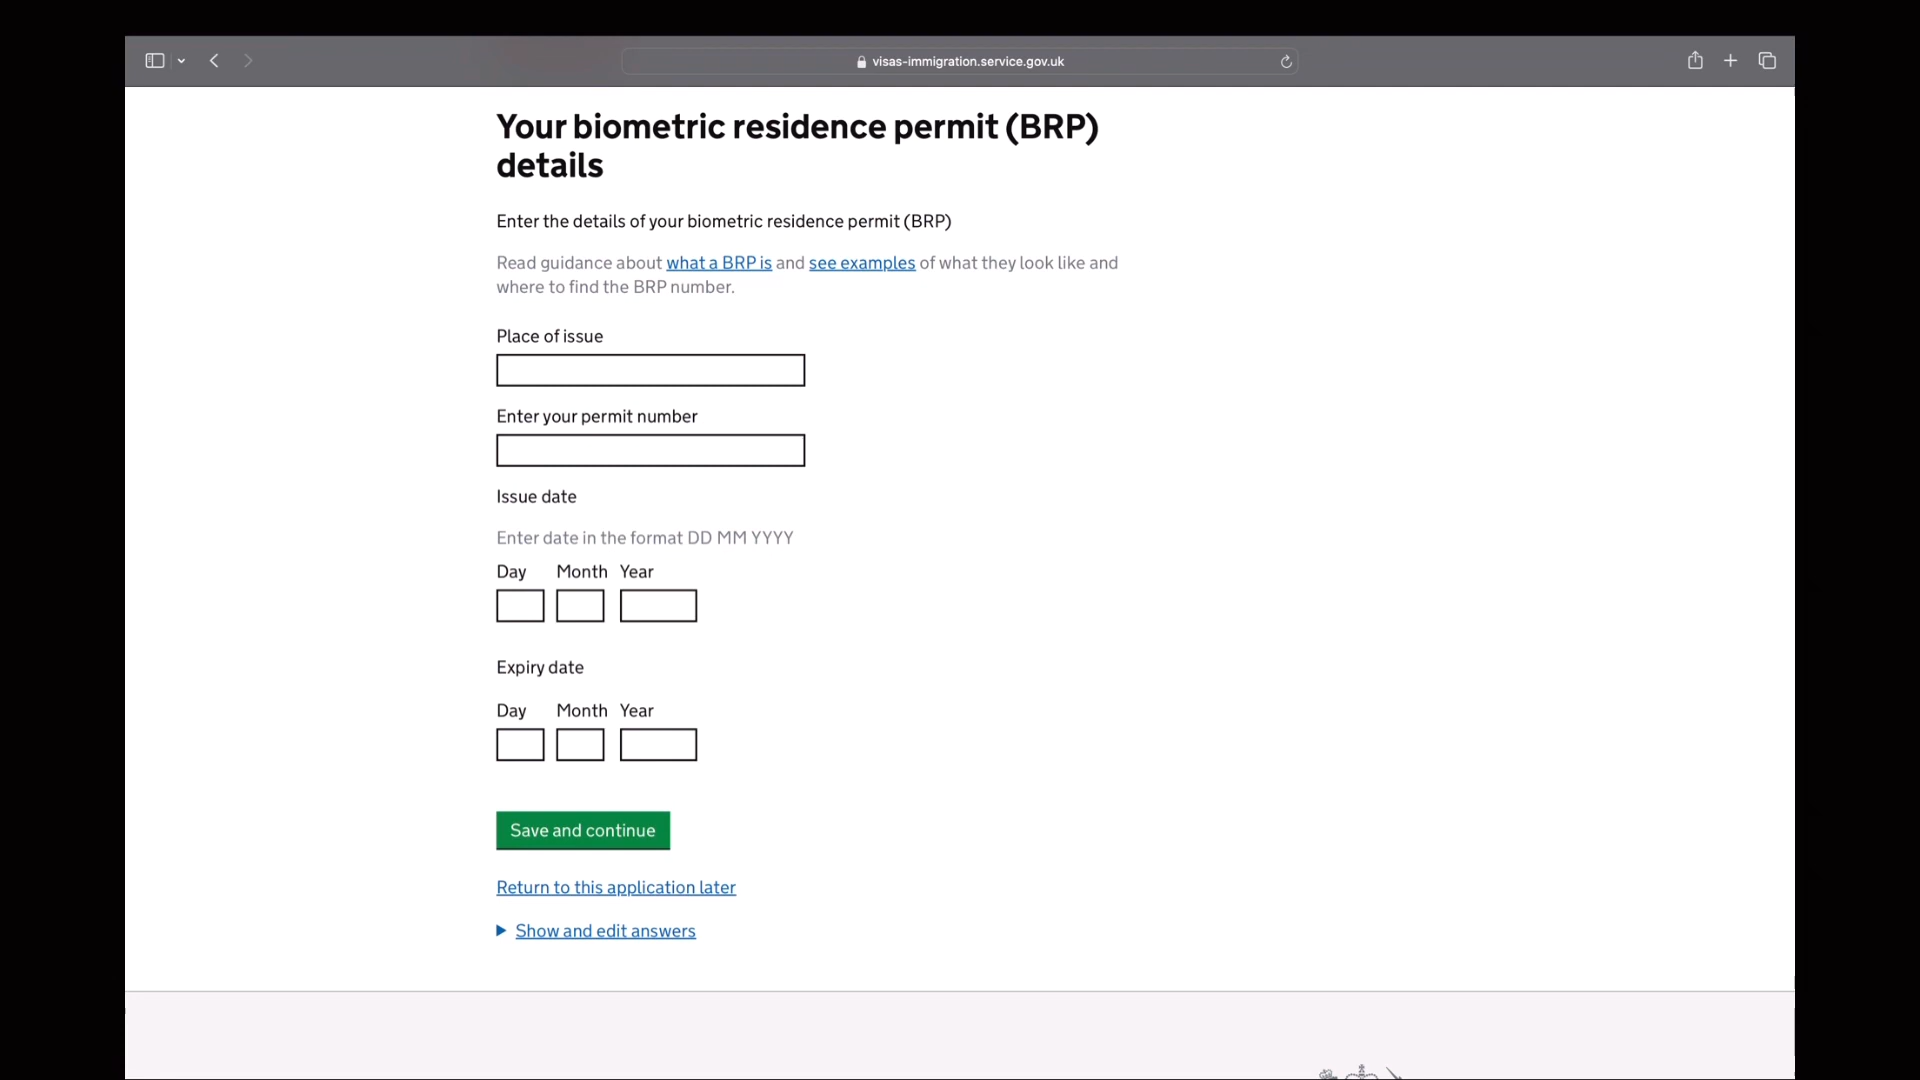 visas-immigration.service.gov.uk
Your biometric residence permit (BRP)
details
Enter the details of your biometric residence permit (BRP)
Read guidance about what a BRP is and see examples of what they look like and
where to find the BRP number.
Place of issue
Enter your permit number
Issue date
Enter date in the format DD MM YYYY
Day Month Year
Expiry date
Day Month Year
Save and continue
Return to this application later
Show and edit answers